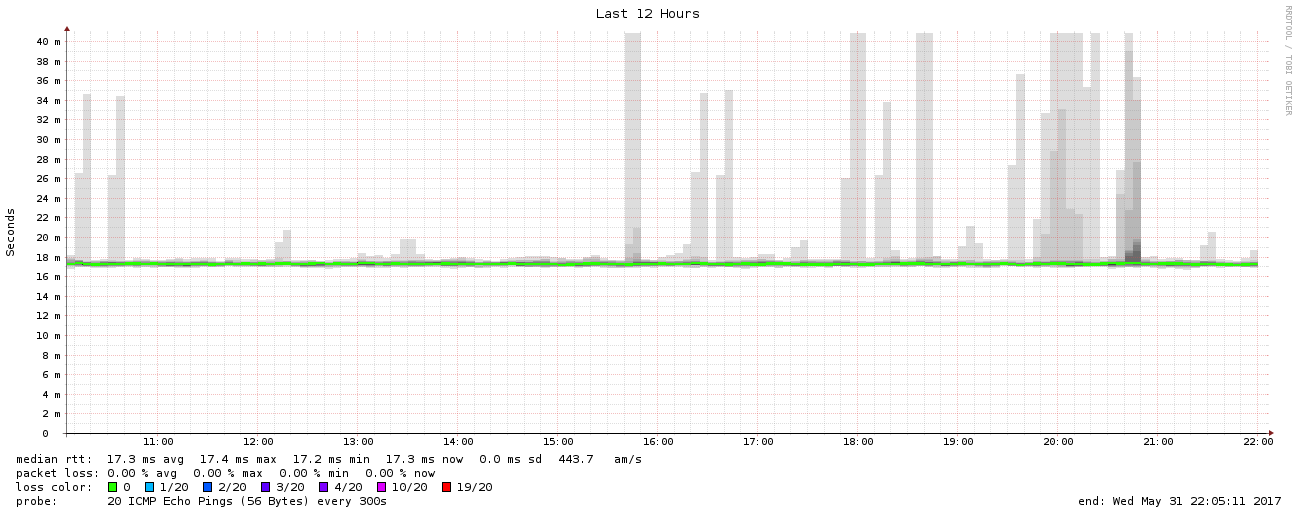 Last 12 Hours
RRDTOOL / TOBI OETIKER
Seconds
40 m
38 m
36 m
34 m
32 m
30 m
28 m
26 m
24 m
22 m
20 m
18 m
16 m
14 m
12 m
10 m
8 m
6 m
4 m
2 m
0
11:00 12:00 13:00 14:00 15:00 16:00 17:00 18:00 19:00 20:00 21:00 22:00
median rtt: 17.3 ms avg 17.4 ms max 17.2 ms min 17.3 ms now 0.0 ms sd 443.7 am/s
packet loss: 0.00 % avg 0.00 % max 0.00 % min 0.00 % now
loss color: 0 1/20 2/20 3/20 4/20 10/20 19/20
probe: 20 ICMP Echo Pings (56 Bytes) every 300s end: Wed May 31 22:05:11 2017